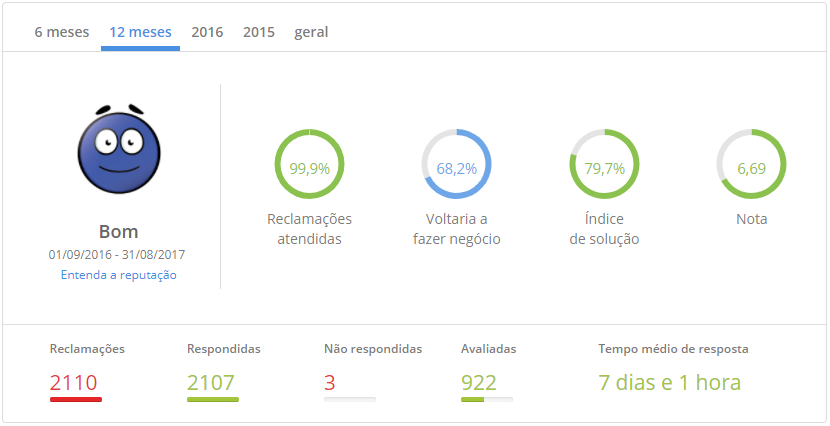 6 meses 12 meses 2016 2015 geral
99,9% 68,2% 79,7% 6,69
Reclamações Voltaria a Índice Nota
atendidas fazer negócio de solução
Bom
01/09/2016 - 31/08/2017
Entenda a reputação
Reclamações Respondidas Não respondidas Avaliadas Tempo médio de resposta
2110 2107 3 922 7 dias e 1 hora